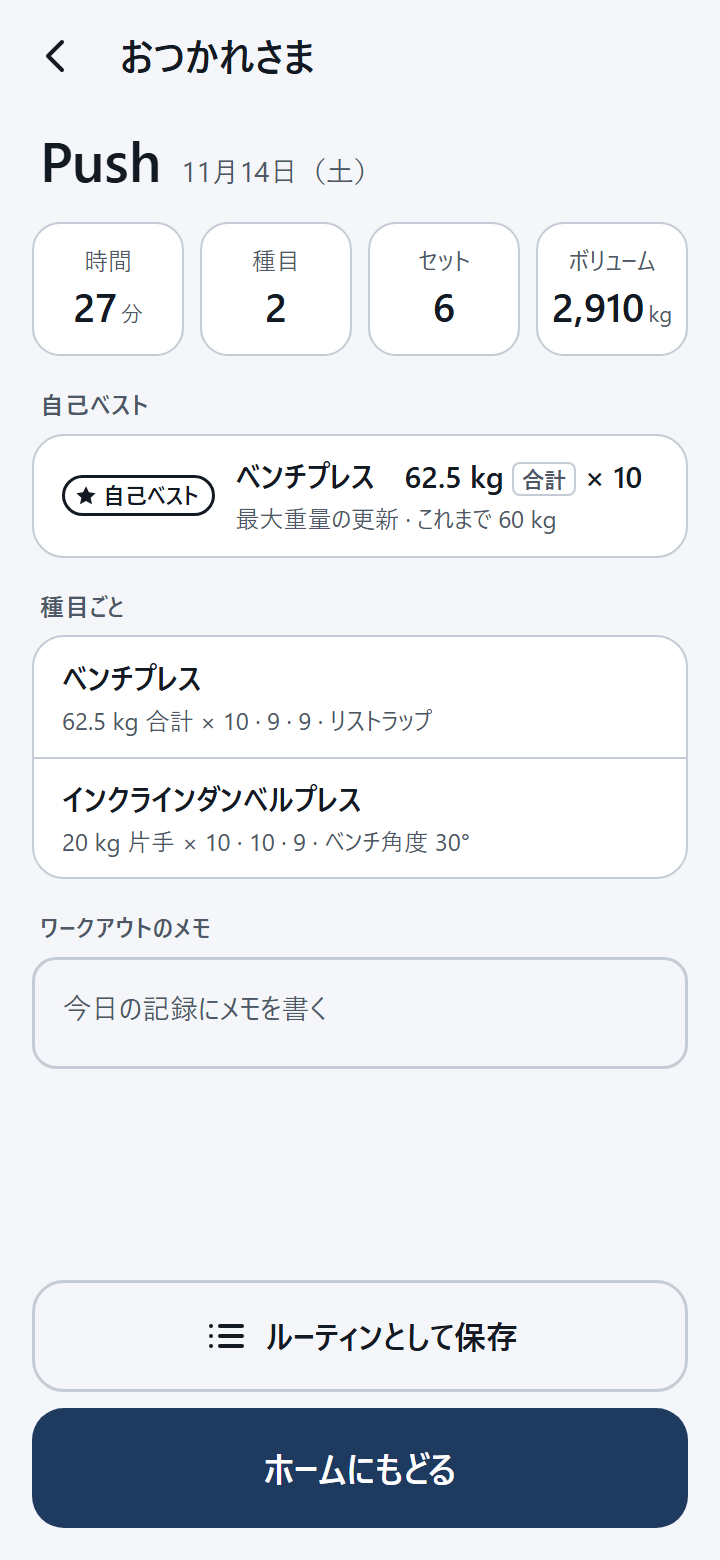 おつかれさま
Push 11月14日（土）
時間 種目 セット ボリューム
27分 2 6 2,910kg
自己ベスト
★ 自己ベスト ベンチプレス 62.5 kg 合計 × 10
最大重量の更新 · これまで 60 kg
種目ごと
ベンチプレス
62.5 kg 合計 × 10 · 9 · 9 · リストラップ
インクラインダンベルプレス
20 kg 片手 × 10 · 10 · 9 · ベンチ角度 30°
ワークアウトのメモ
今日の記録にメモを書く
ルーティンとして保存
ホームにもどる